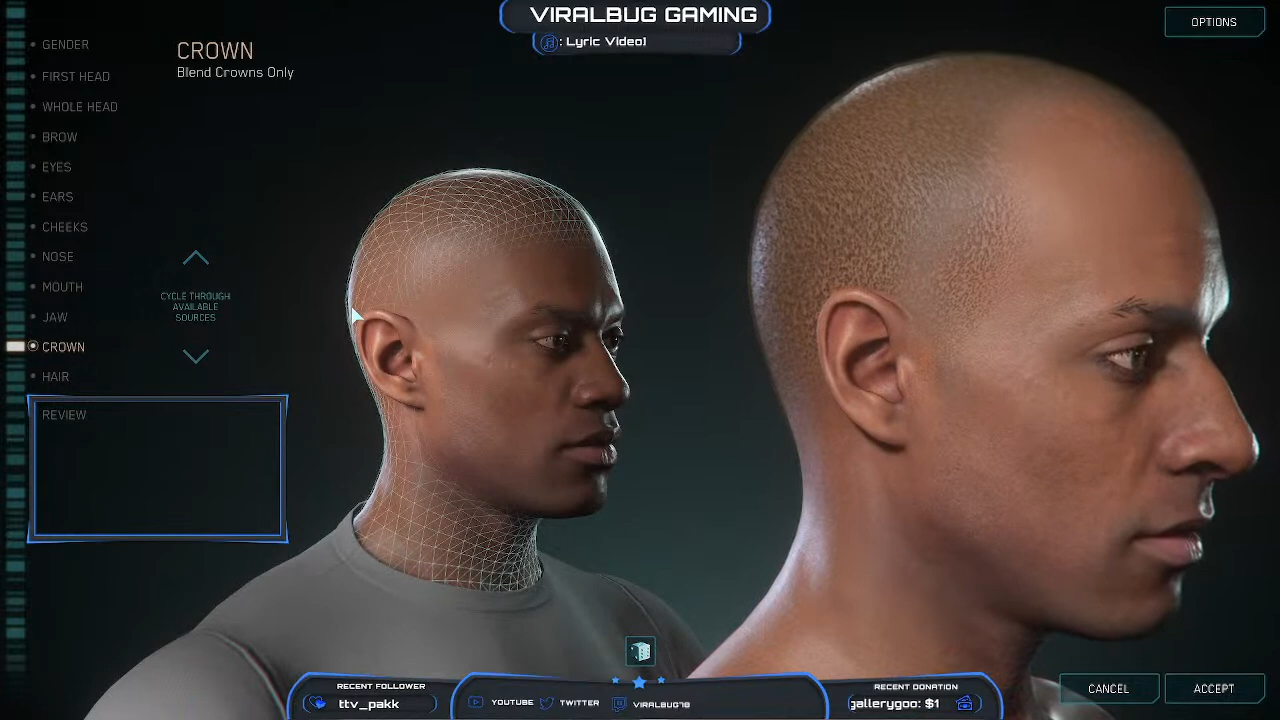 VIRALBUG GAMING
: Lyric Video]
OPTIONS
GENDER
FIRST HEAD
WHOLE HEAD
BROW
EYES
EARS
CHEEKS
NOSE
MOUTH
JAW
CROWN
HAIR
REVIEW
CROWN
Blend Crowns Only
CYCLE THROUGH
AVAILABLE
SOURCES
RECENT FOLLOWER
ttv_pakk
YOUTUBE
TWITTER
VIRALBUG78
RECENT DONATION
gallerygoo: $1
CANCEL
ACCEPT